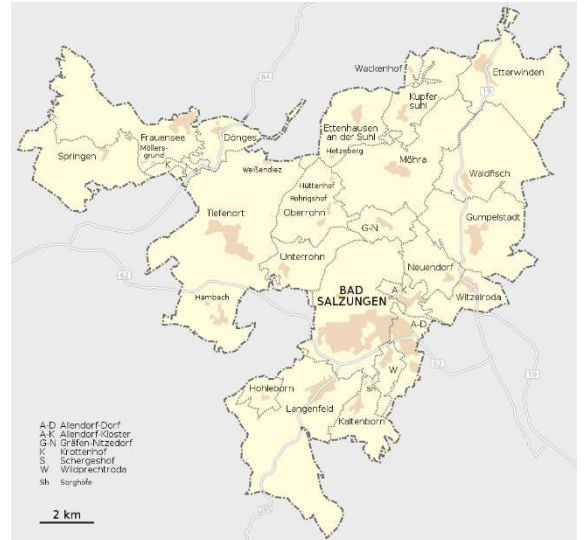 64
Wackenhof
Etterwinden
19
Kupfer
suhl
Frauensee
Dönges
Möllers-
grund
K
Springen
Ettenhausen
an der Suhl
Hetzeberg
Möhra
Weißendiez
Waldfisch
Hüttenhof
Röhrigshof
Oberrohn
Tiefenort
G-N
Gumpelstadt
Unterrohn
Neuendorf
62
BAD
SALZUNGEN
A-K
Witzelroda
Hämbach
A-D
62
W
19
Hohleborn
Sh
Langenfeld
Kaltenborn
A-D Allendorf-Dorf
A-K Allendorf-Kloster
G-N Gräfen-Nitzedorf
K Krottenhof
S Schergeshof
W Wildprechtroda
Sh Sorghöfe
2 km